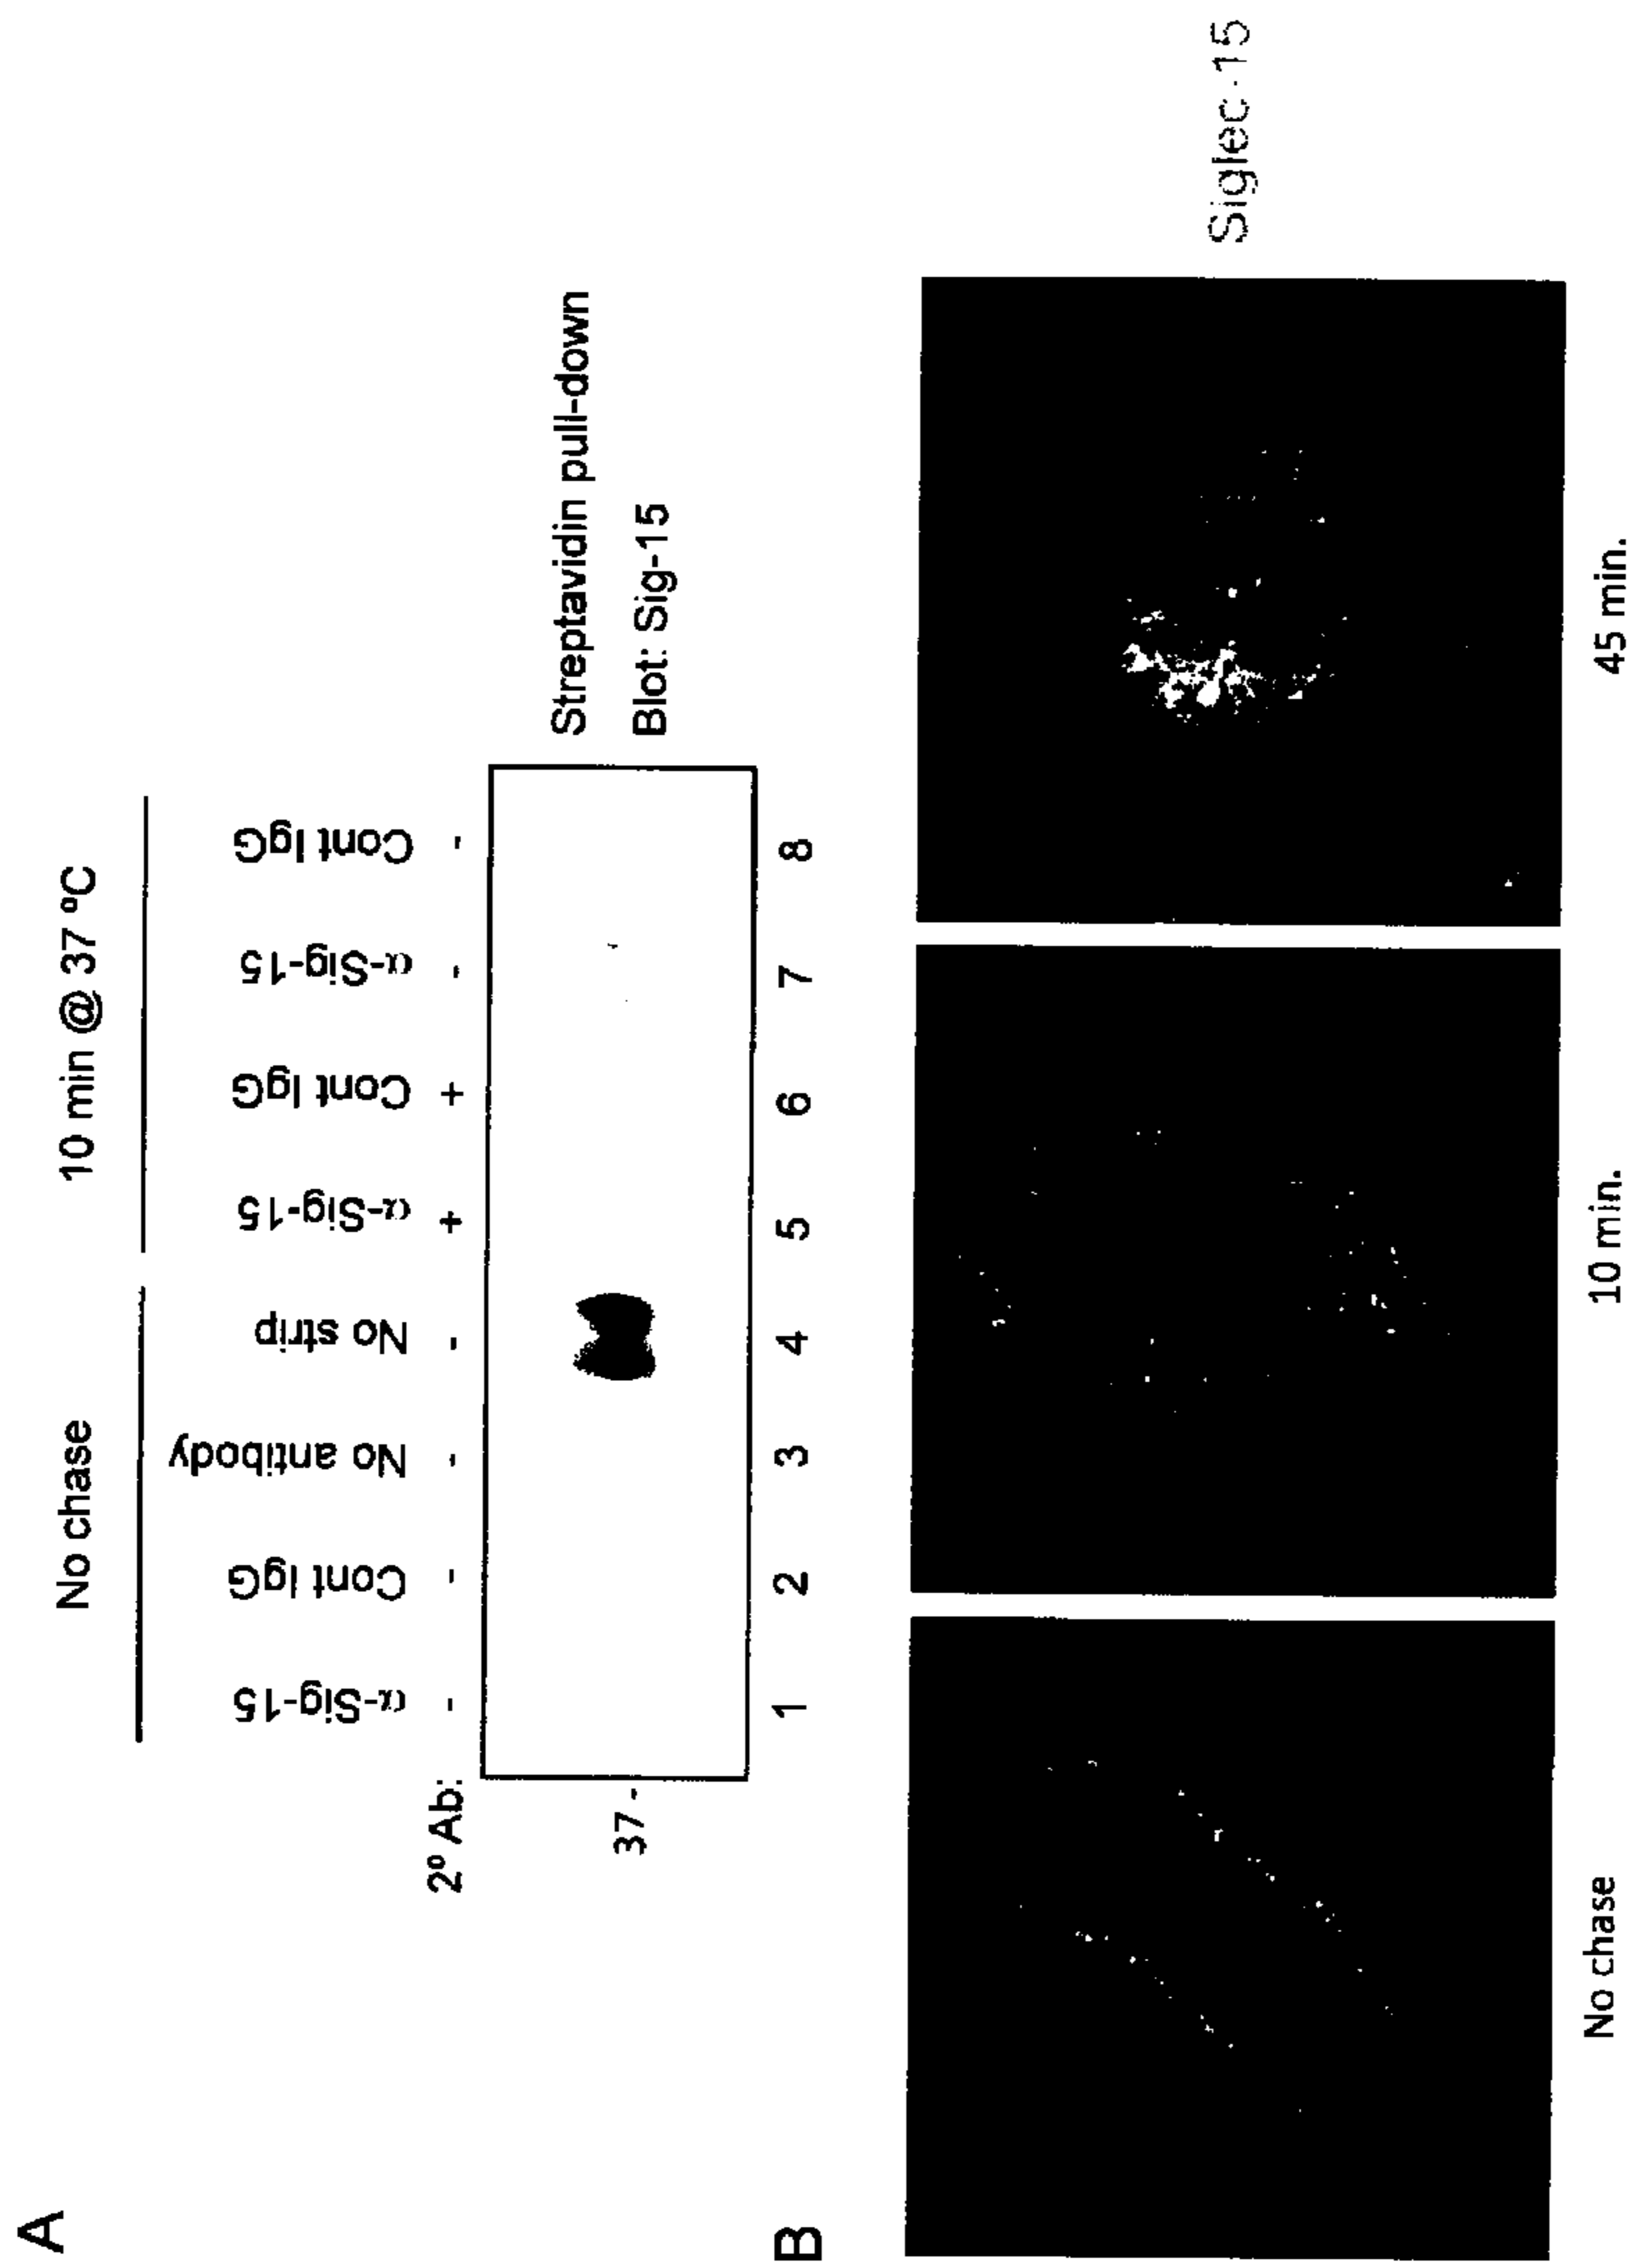 A
No chase
10 min @ 37 ºC
α-Sig-15
Cont IgG
No antibody
No strip
α-Sig-15
Cont IgG
α-Sig-15
Cont IgG
2º Ab: - - - - + + - -
37 -
Streptavidin pull-down
Blot: Sig-15
1 2 3 4 5 6 7 8
B
Siglec-15
No chase
10 min.
45 min.